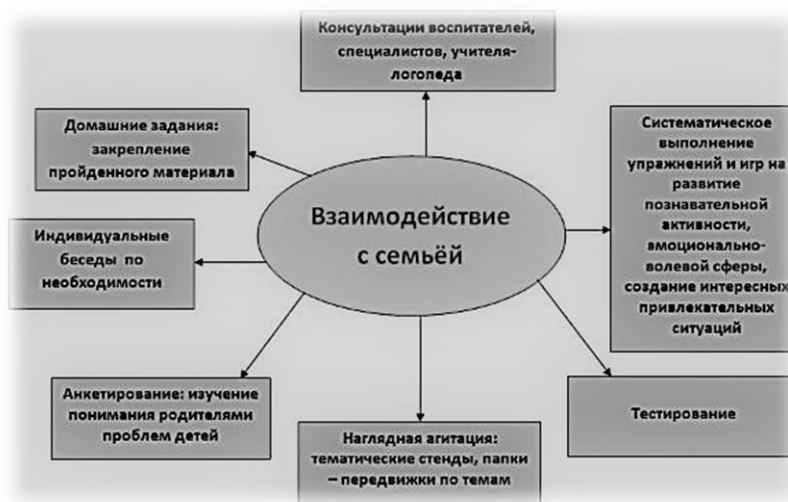 Консультации воспитателей,
специалистов, учителя-
логопеда
Домашние задания:
закрепление
пройденного материала
Систематическое
выполнение
упражнений и игр на
развитие
познавательной
активности,
эмоционально-
волевой сферы,
создание интересных
привлекательных
ситуаций
Взаимодействие
с семьёй
Индивидуальные
беседы по
необходимости
Анкетирование: изучение
понимания родителями
проблем детей
Наглядная агитация:
тематические стенды, папки
– передвижки по темам
Тестирование